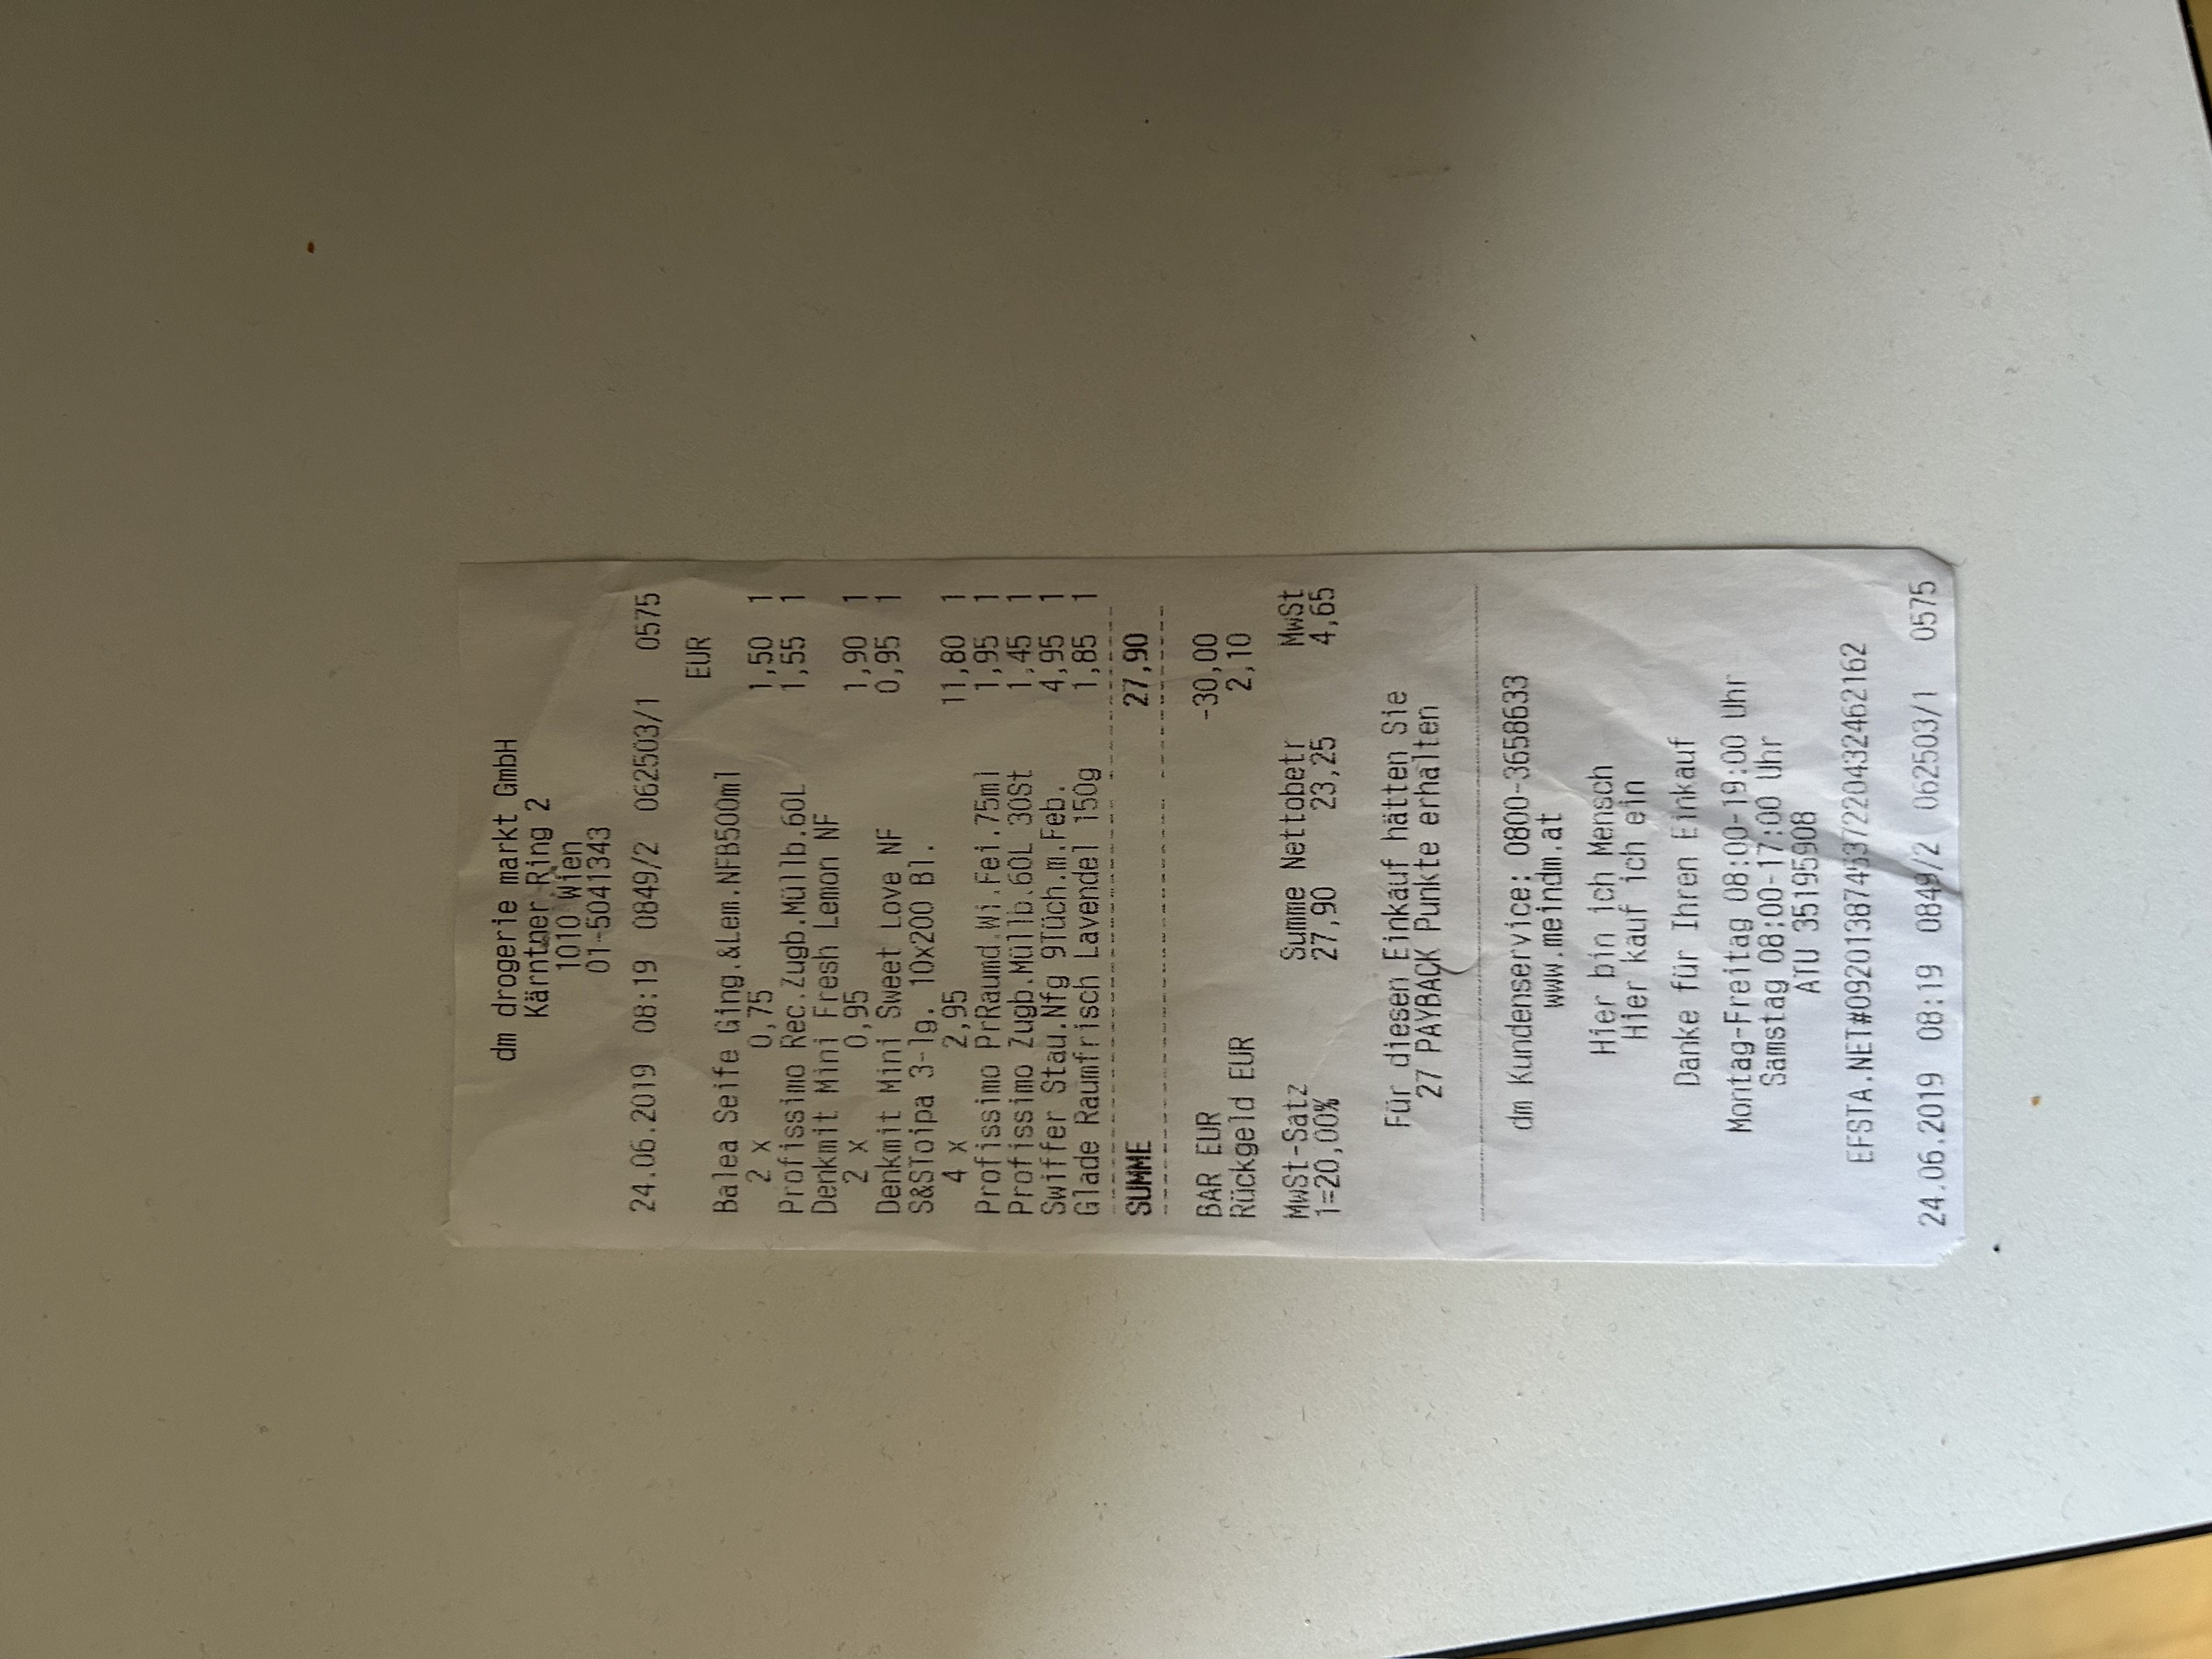 dm drogerie markt GmbH
Kärntner Ring 2
1010 Wien
01-5041343
24.06.2019 08:19 0849/2 062503/1 0575
EUR
Balea Seife Ging.&Lem.NFB500ml
2 x 0,75 1,50 1
Profissimo Rec.Zugb.Müllb.60L 1,55 1
Denkmit Mini Fresh Lemon NF
2 x 0,95 1,90 1
Denkmit Mini Sweet Love NF 0,95 1
S&SToipa 3-lg. 10x200 Bl.
4 x 2,95 11,80 1
Profissimo PrRaumd.Wi.Fei.75ml 1,95 1
Profissimo Zugb.Müllb.60L 30St 1,45 1
Swiffer Stau.Nfg 9Tüch.m.Feb. 4,95 1
Glade Raumfrisch Lavendel 150g 1,85 1
SUMME 27,90
BAR EUR -30,00
Rückgeld EUR 2,10
MwSt-Satz Summe Nettobetr MwSt
1=20,00% 27,90 23,25 4,65
Für diesen Einkauf hätten Sie
27 PAYBACK Punkte erhalten
dm Kundenservice: 0800-3658633
www.meindm.at
Hier bin ich Mensch
Hier kauf ich ein
Danke für Ihren Einkauf
Montag-Freitag 08:00-19:00 Uhr
Samstag 08:00-17:00 Uhr
ATU 35195908
EFSTA.NET#092013874537220432462162
24.06.2019 08:19 0849/2 062503/1 0575